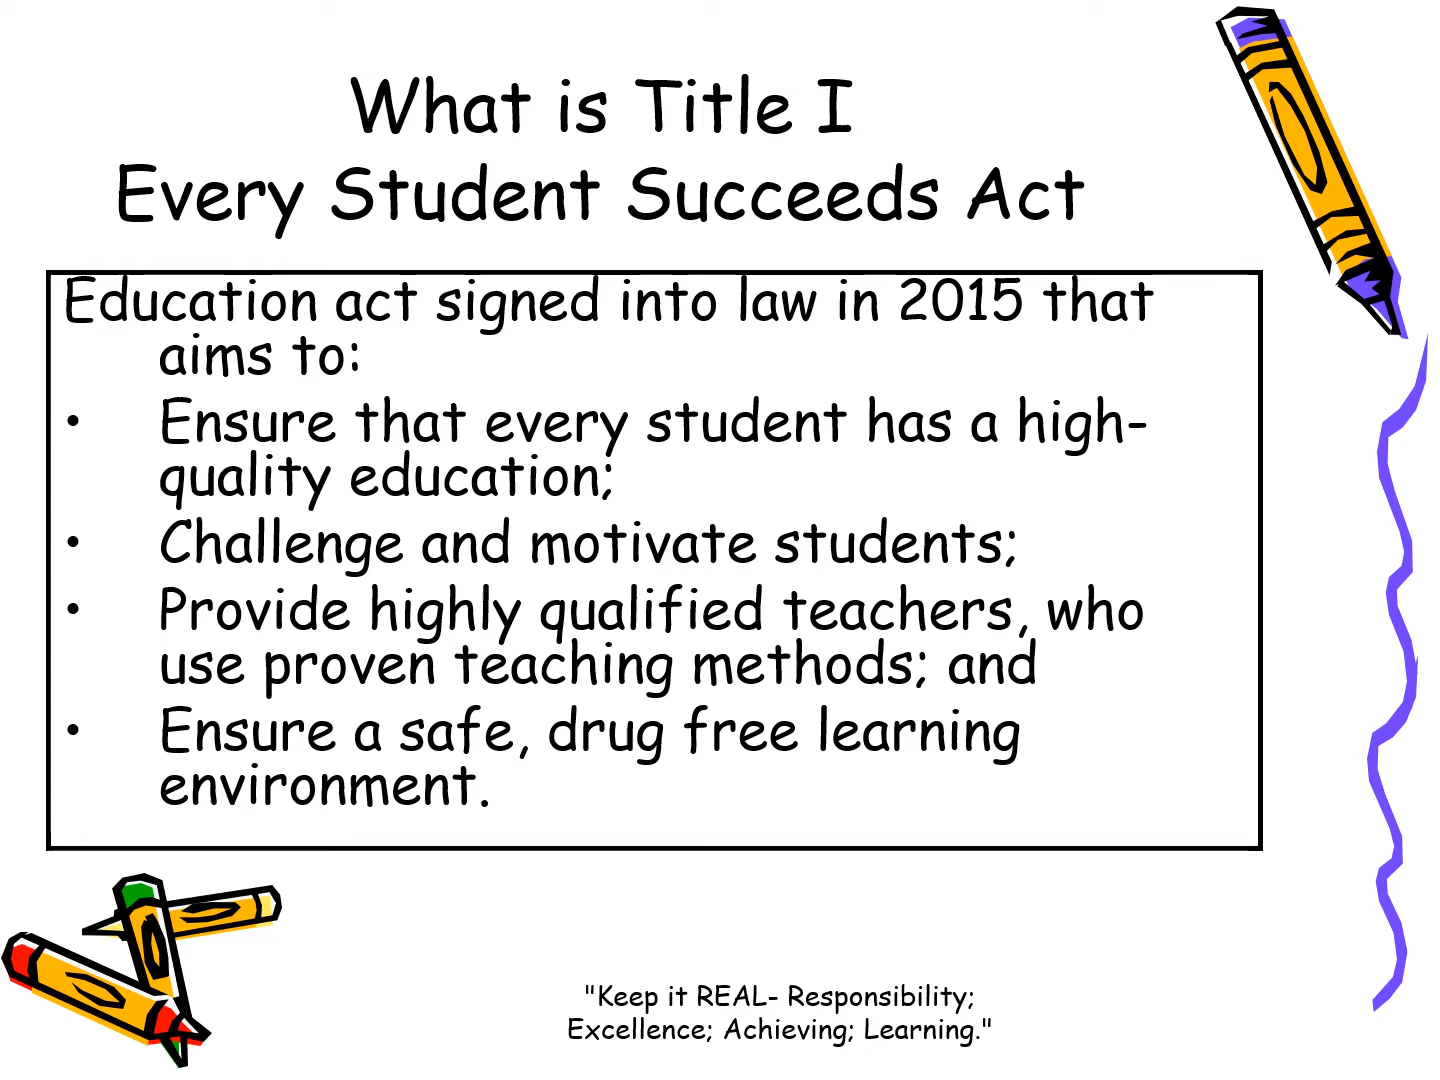 What is Title I
Every Student Succeeds Act
Education act signed into law in 2015 that
aims to:
• Ensure that every student has a high-
quality education;
• Challenge and motivate students;
• Provide highly qualified teachers, who
use proven teaching methods; and
• Ensure a safe, drug free learning
environment.
"Keep it REAL- Responsibility;
Excellence; Achieving; Learning."